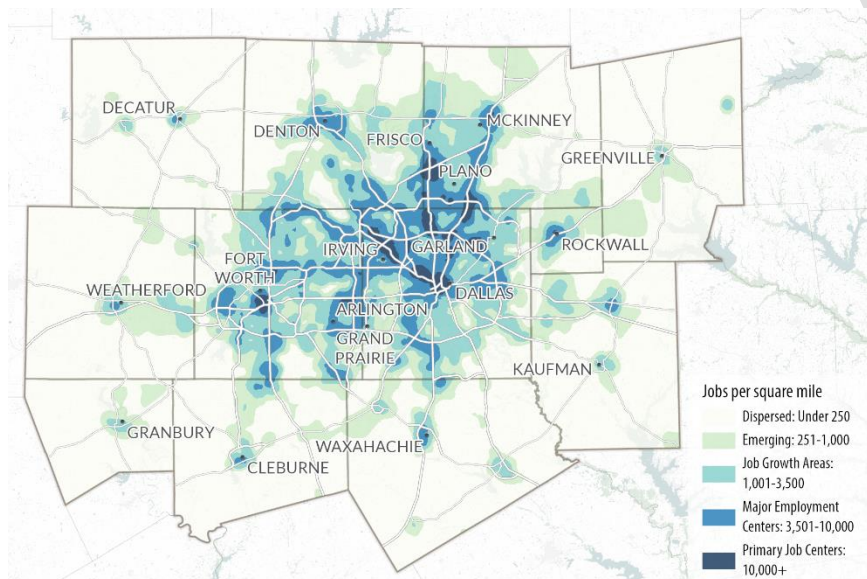 DECATUR
DENTON
FRISCO
MCKINNEY
PLANO
GREENVILLE
IRVING
GARLAND
ROCKWALL
FORT
WORTH
WEATHERFORD
ARLINGTON
DALLAS
GRAND
PRAIRIE
KAUFMAN
GRANBURY
CLEBURNE
WAXAHACHIE
Jobs per square mile
Dispersed: Under 250
Emerging: 251-1,000
Job Growth Areas:
1,001-3,500
Major Employment
Centers: 3,501-10,000
Primary Job Centers:
10,000+